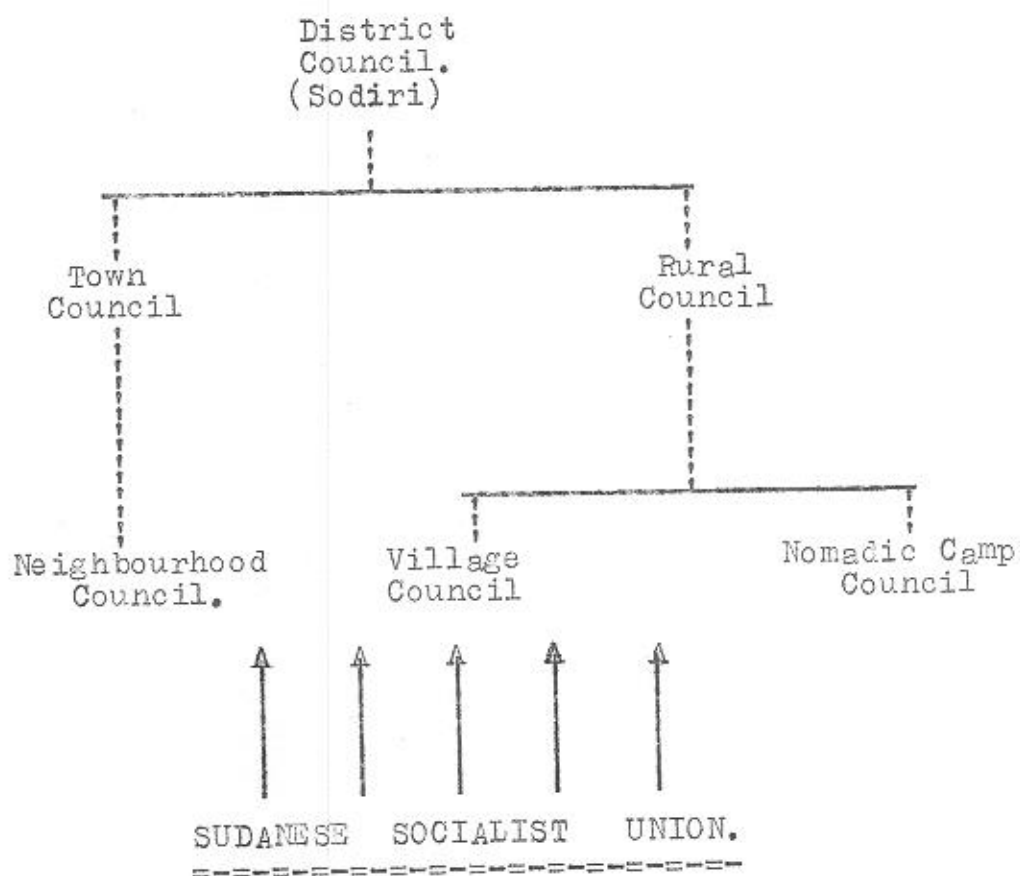 District
Council.
(Sodiri)
Town
Council
Rural
Council
Neighbourhood
Council.
Village
Council
Nomadic Camp
Council
SUDANESE SOCIALIST UNION.